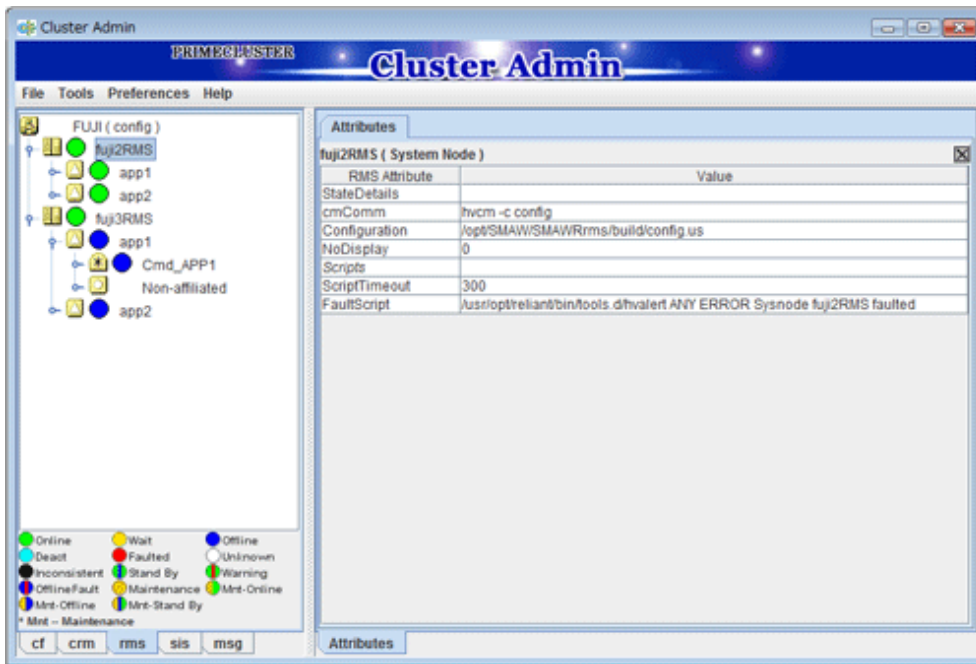 Cluster Admin
PRIMECLUSTER
Cluster Admin
File Tools Preferences Help
FUJI ( config )
fuji2RMS
app1
app2
fuji3RMS
app1
Cmd_APP1
Non-affiliated
app2
Online Wait Offline
Deact Faulted Unknown
Inconsistent Stand By Warning
OfflineFault Maintenance Mnt-Online
Mnt-Offline Mnt-Stand By
* Mnt -- Maintenance
cf crm rms sis msg
Attributes
fuji2RMS ( System Node )
RMS Attribute Value
StateDetails
cmComm hvcm -c config
Configuration /opt/SMAW/SMAWRrms/build/config.us
NoDisplay 0
Scripts
ScriptTimeout 300
FaultScript /usr/opt/reliant/bin/tools.d/hvalert ANY ERROR Sysnode fuji2RMS faulted
Attributes